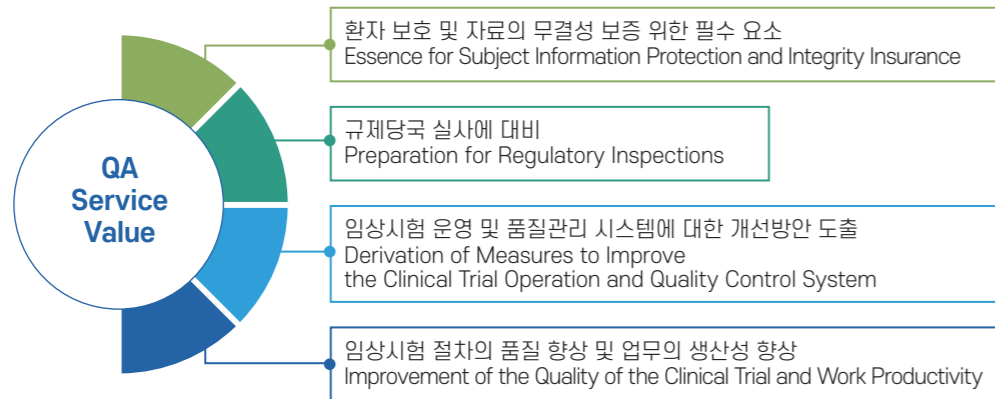 QA
Service
Value
환자 보호 및 자료의 무결성 보증 위한 필수 요소
Essence for Subject Information Protection and Integrity Insurance
규제당국 실사에 대비
Preparation for Regulatory Inspections
임상시험 운영 및 품질관리 시스템에 대한 개선방안 도출
Derivation of Measures to Improve
the Clinical Trial Operation and Quality Control System
임상시험 절차의 품질 향상 및 업무의 생산성 향상
Improvement of the Quality of the Clinical Trial and Work Productivity